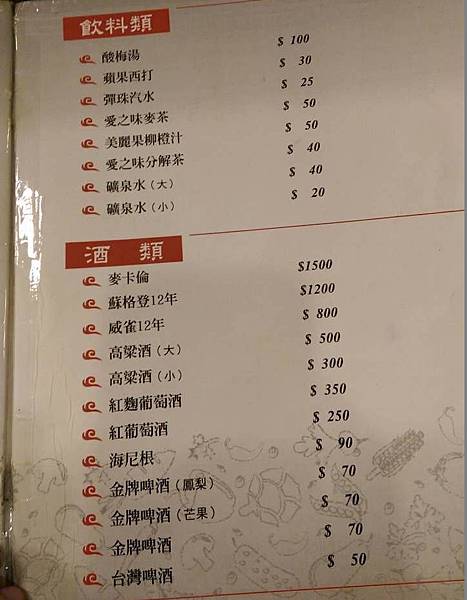 飲料類
酸梅湯 $ 100
蘋果西打 $ 30
彈珠汽水 $ 25
愛之味麥茶 $ 50
美麗果柳橙汁 $ 50
愛之味分解茶 $ 40
礦泉水（大） $ 40
礦泉水（小） $ 20
酒 類
麥卡倫 $1500
蘇格登12年 $1200
威雀12年 $ 800
高粱酒（大） $ 500
高粱酒（小） $ 300
紅麴葡萄酒 $ 350
紅葡萄酒 $ 250
海尼根 $ 90
金牌啤酒（鳳梨） $ 70
金牌啤酒（芒果） $ 70
金牌啤酒 $ 70
台灣啤酒 $ 50